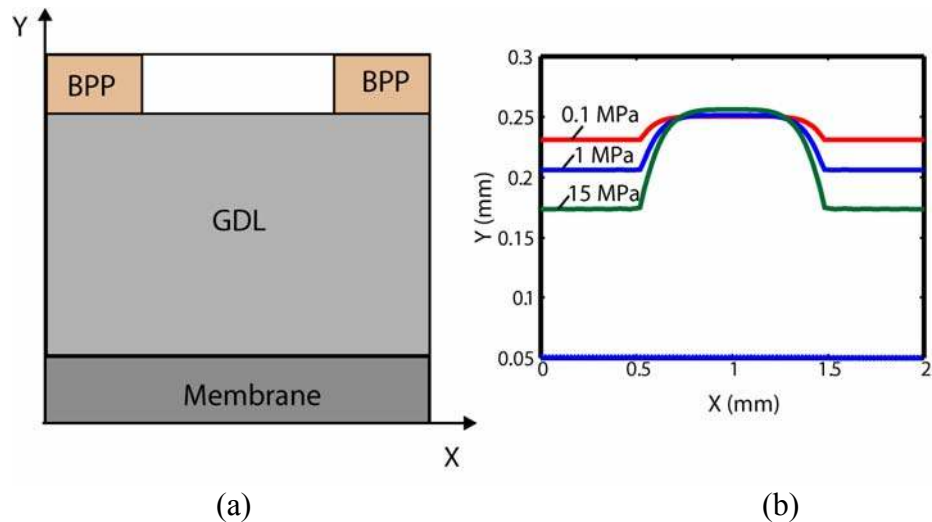 Y
BPP
BPP
GDL
Membrane
X
(a)
0.3
0.25
0.2
0.15
0.1
0.05
Y (mm)
0.1 MPa
1 MPa
15 MPa
0
0.5
1
1.5
2
X (mm)
(b)